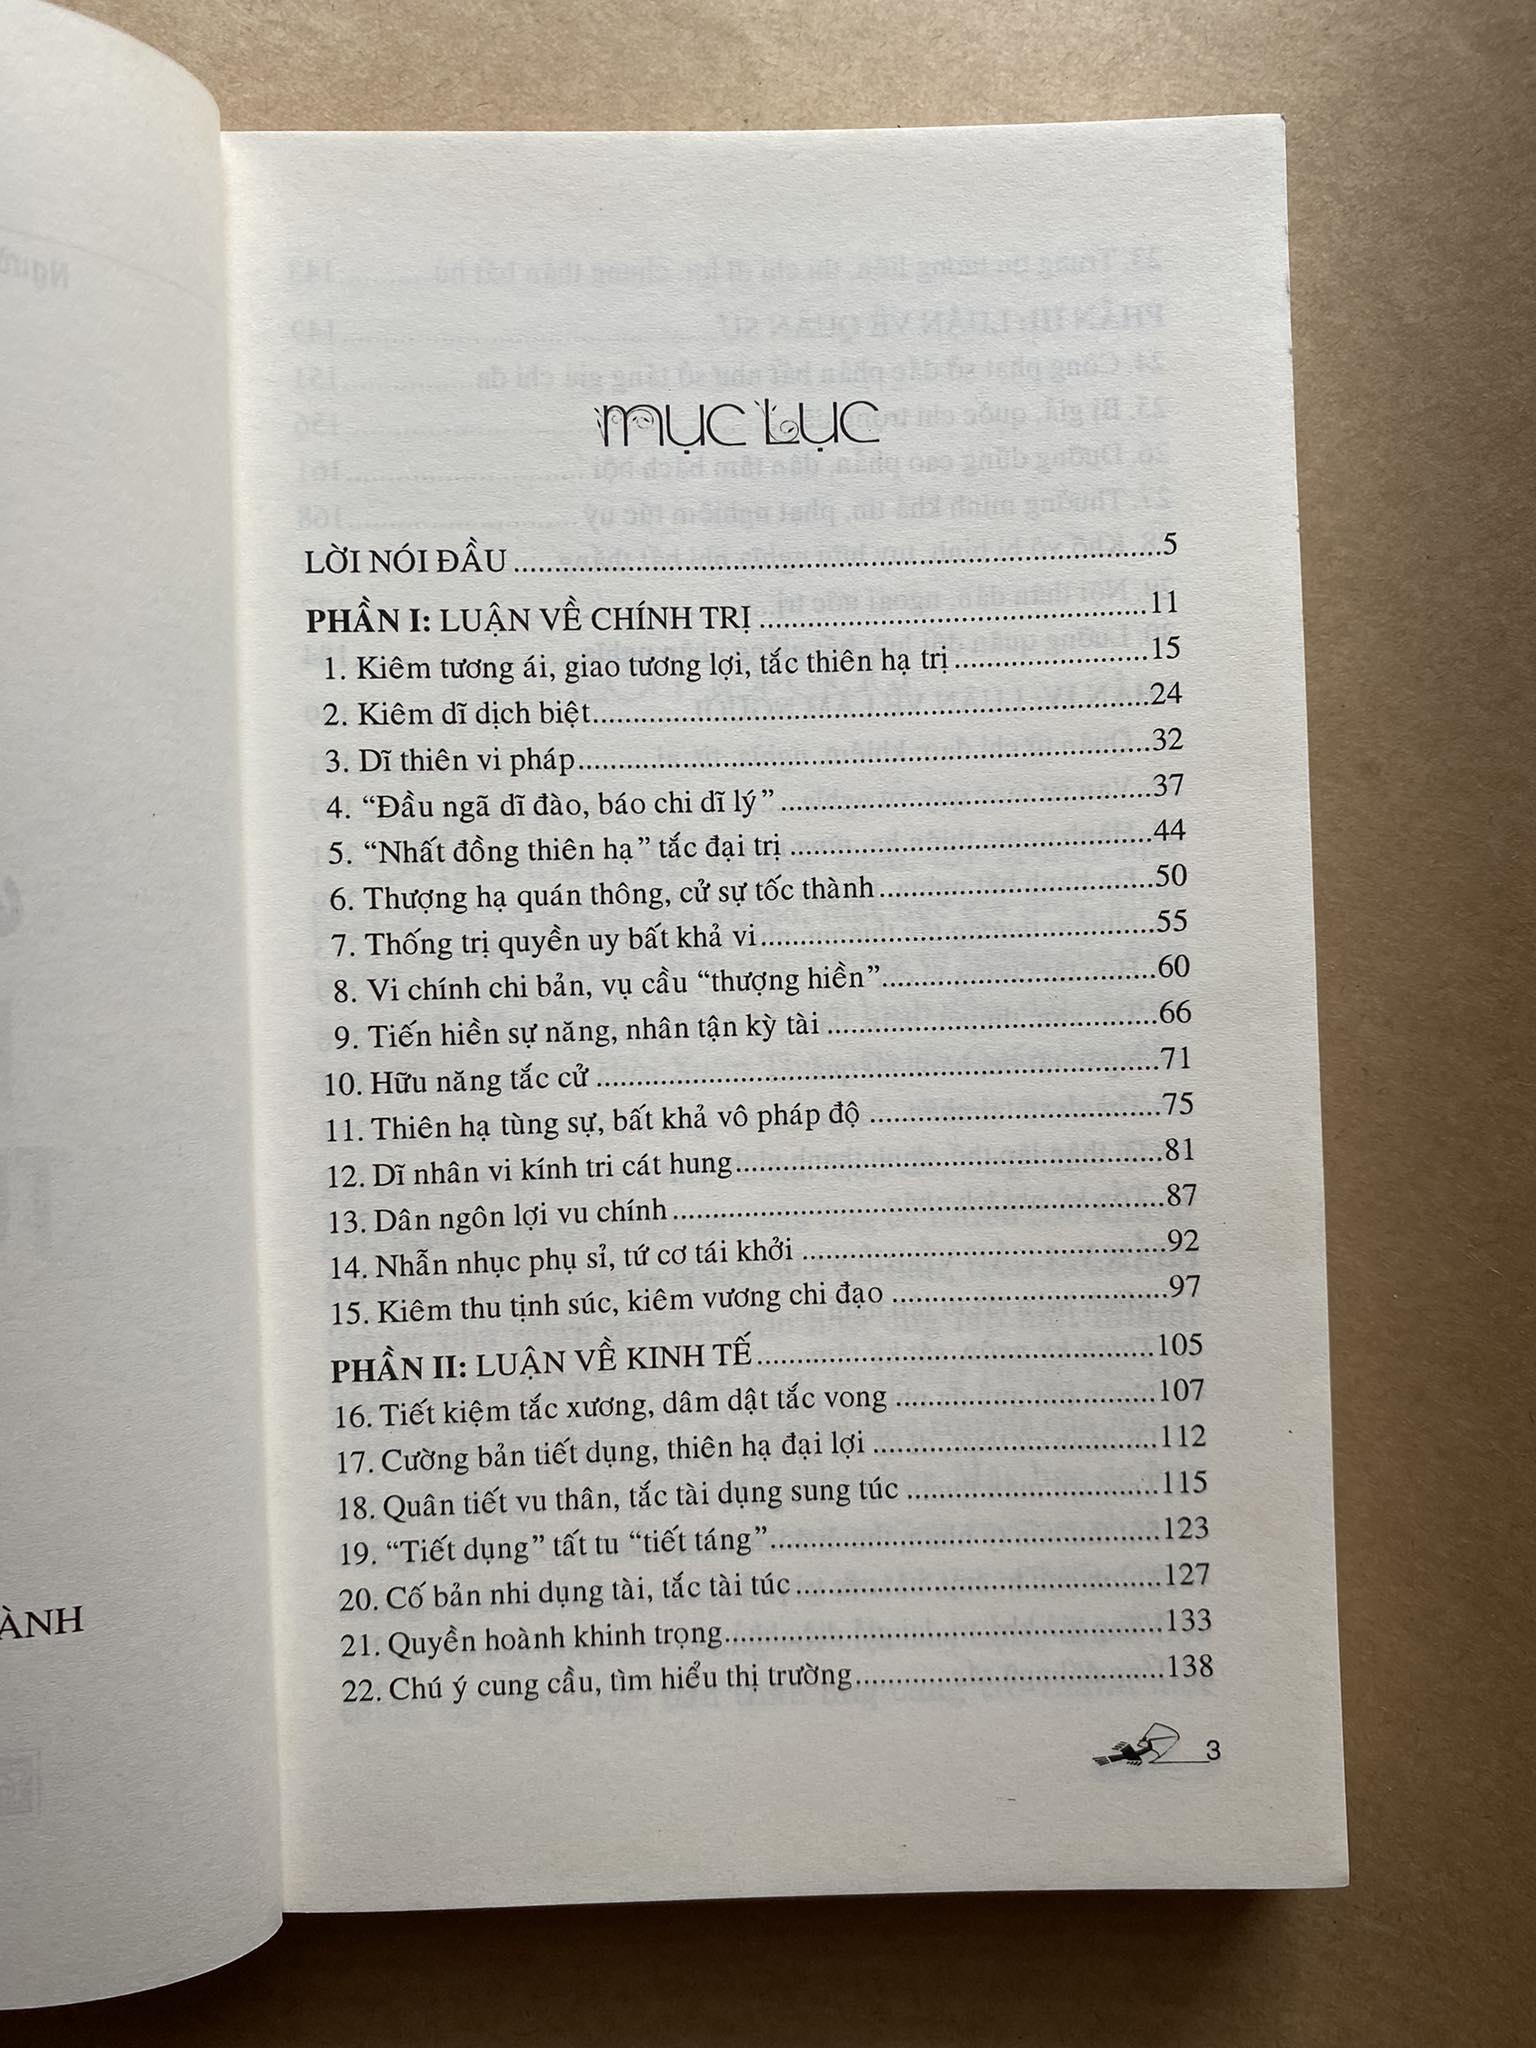 MỤC LỤC
LỜI NÓI ĐẦU................................................................................5
PHẦN I: LUẬN VỀ CHÍNH TRỊ................................................11
1. Kiêm tương ái, giao tương lợi, tắc thiên hạ trị........................15
2. Kiêm dĩ dịch biệt....................................................................24
3. Dĩ thiên vi pháp......................................................................32
4. “Đầu ngã dĩ đào, báo chi dĩ lý”..............................................37
5. “Nhất đồng thiên hạ” tắc đại trị.............................................44
6. Thượng hạ quán thông, cử sự tốc thành..................................50
7. Thống trị quyền uy bất khả vi.................................................55
8. Vi chính chi bản, vụ cầu “thượng hiền”..................................60
9. Tiến hiền sự năng, nhân tận kỳ tài.........................................66
10. Hữu năng tắc cử....................................................................71
11. Thiên hạ tùng sự, bất khả vô pháp độ...................................75
12. Dĩ nhân vi kính tri cát hung..................................................81
13. Dân ngôn lợi vu chính...........................................................87
14. Nhẫn nhục phụ sỉ, tứ cơ tái khởi...........................................92
15. Kiêm thu tịnh súc, kiêm vương chi đạo.................................97
PHẦN II: LUẬN VỀ KINH TẾ.................................................105
16. Tiết kiệm tắc xương, dâm dật tắc vong...............................107
17. Cường bản tiết dụng, thiên hạ đại lợi..................................112
18. Quân tiết vu thân, tắc tài dụng sung túc..............................115
19. “Tiết dụng” tất tu “tiết táng”...............................................123
20. Cố bản nhi dụng tài, tắc tài túc............................................127
21. Quyền hoành khinh trọng....................................................133
22. Chú ý cung cầu, tìm hiểu thị trường....................................138
3
ÀNH